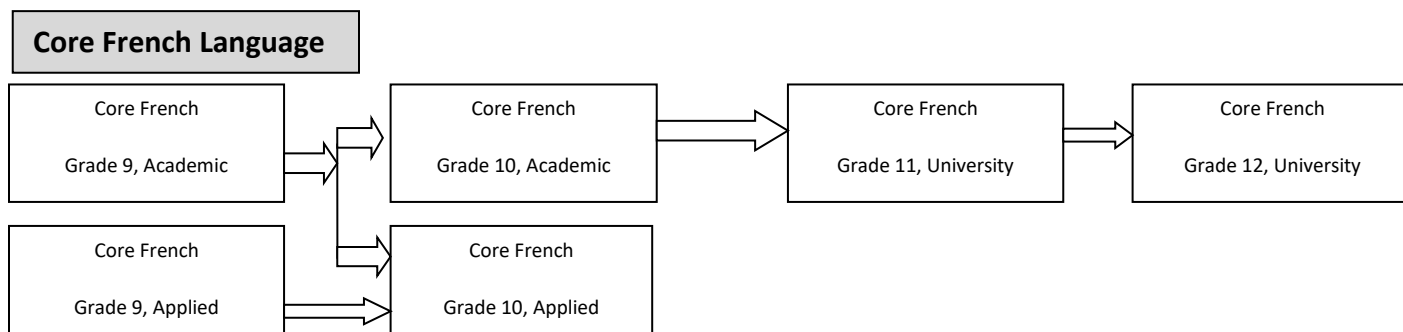 Core French Language
Core French
Grade 9, Academic
Core French
Grade 10, Academic
Core French
Grade 11, University
Core French
Grade 12, University
Core French
Grade 9, Applied
Core French
Grade 10, Applied